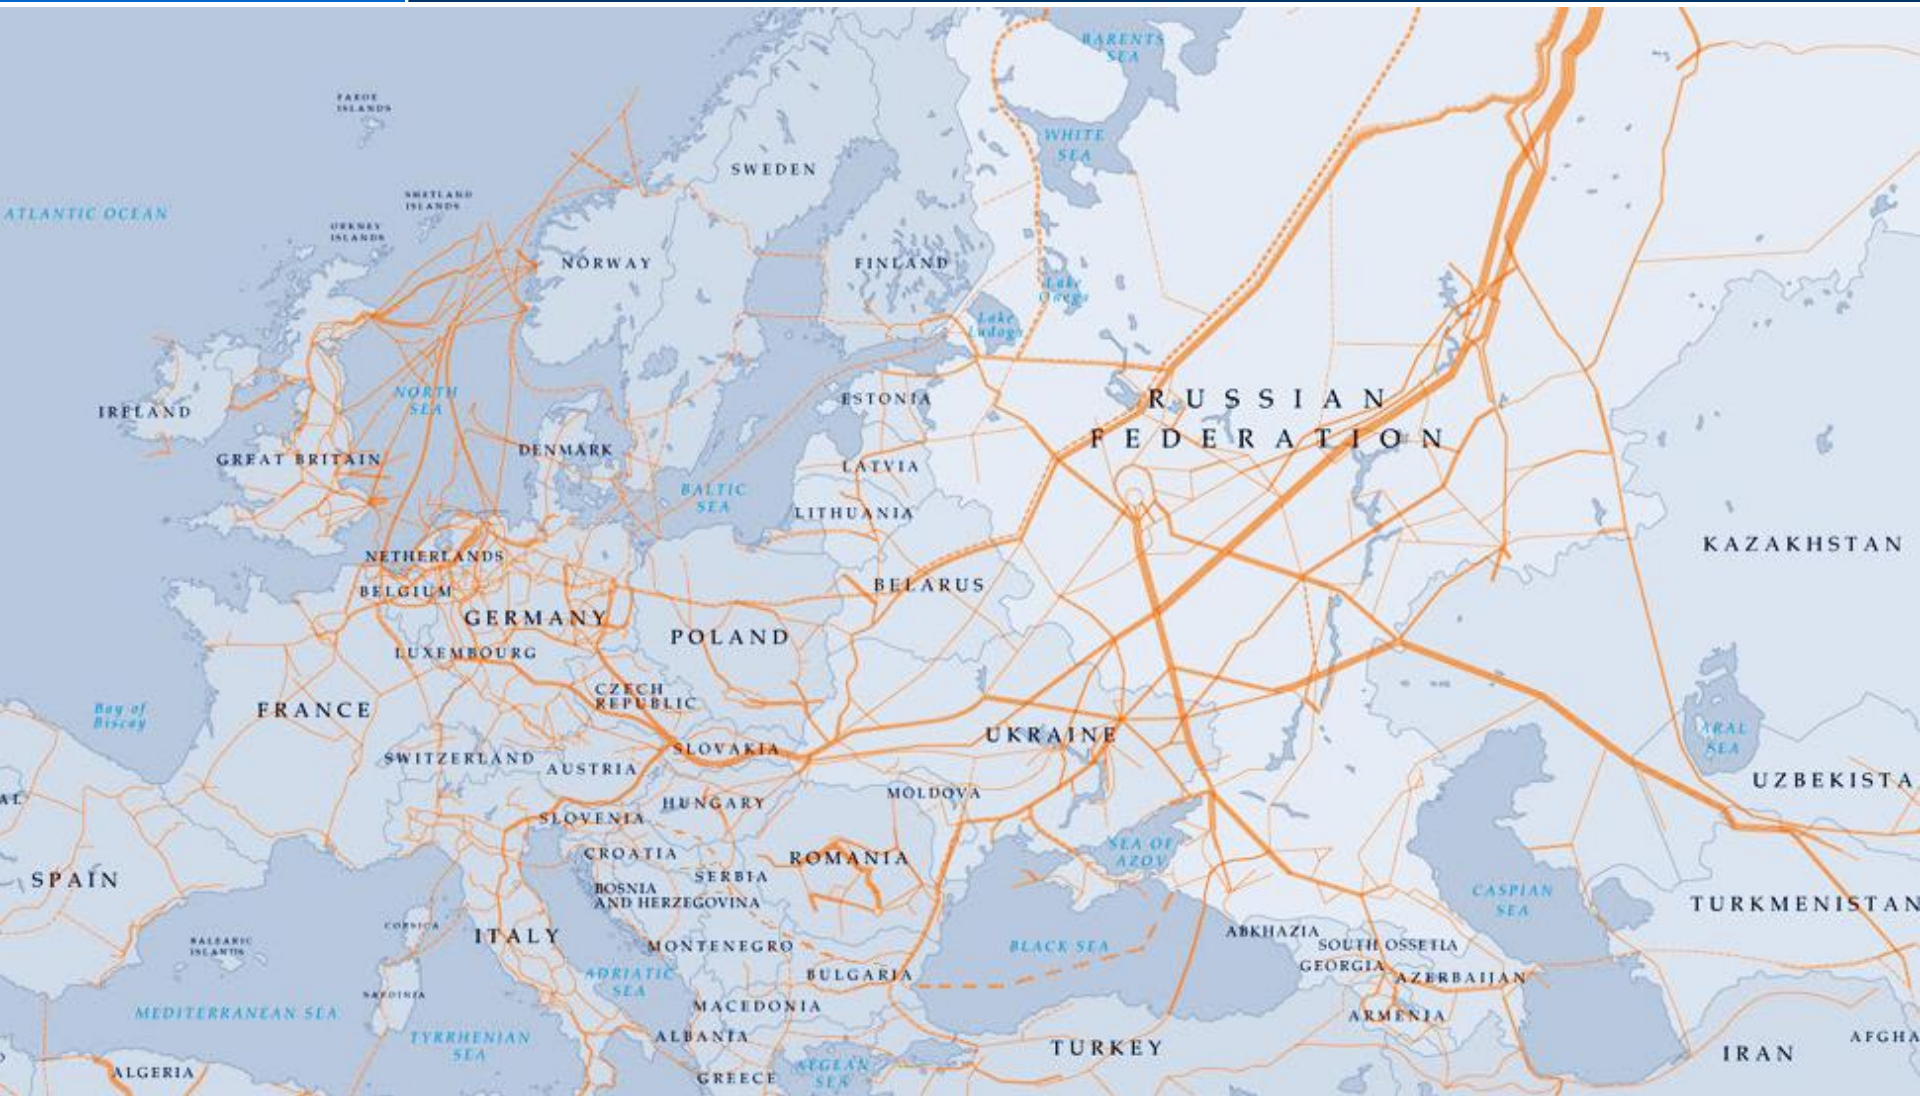 BARENTS
SEA
FAROE
ISLANDS
WHITE
SEA
SWEDEN
SHETLAND
ISLANDS
ATLANTIC OCEAN
ORKNEY
ISLANDS
NORWAY
FINLAND
Lake
Onega
Lake
Ladoga
NORTH
SEA
IRELAND
ESTONIA
RUSSIAN
FEDERATION
GREAT BRITAIN
DENMARK
LATVIA
BALTIC
SEA
LITHUANIA
NETHERLANDS
KAZAKHSTAN
BELGIUM
BELARUS
GERMANY
POLAND
LUXEMBOURG
CZECH
REPUBLIC
Bay of
Biscay
FRANCE
UKRAINE
ARAL
SEA
SLOVAKIA
SWITZERLAND
AUSTRIA
UZBEKISTA
AL
HUNGARY
MOLDOVA
SLOVENIA
SEA OF
AZOV
CROATIA
ROMANIA
SPAIN
SERBIA
BOSNIA
AND HERZEGOVINA
CASPIAN
SEA
TURKMENISTAN
CORSICA
ITALY
ABKHAZIA
BALEARIC
ISLANDS
MONTENEGRO
BLACK SEA
SOUTH OSSETIA
GEORGIA
ADRIATIC
SEA
BULGARIA
AZERBAIJAN
SARDINIA
MACEDONIA
MEDITERRANEAN SEA
ARMENIA
TYRRHENIAN
SEA
ALBANIA
TURKEY
IRAN
AFGHA
ALGERIA
AEGEAN
SEA
GREECE